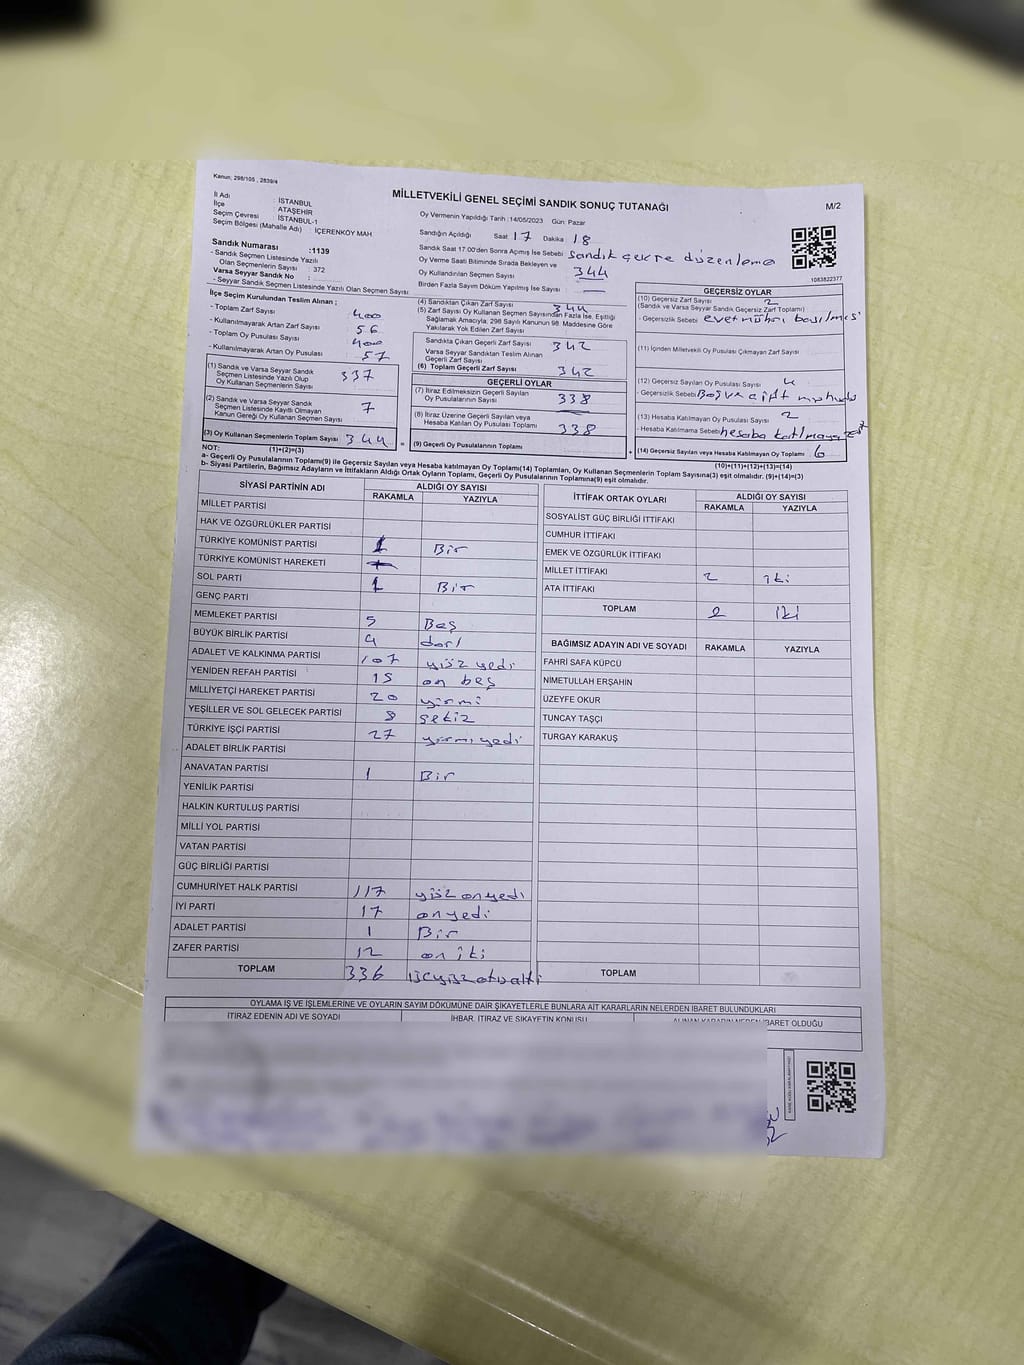 Kanun; 298/105 , 2839/4
MİLLETVEKİLİ GENEL SEÇİMİ SANDIK SONUÇ TUTANAĞI
M/2
İl Adı : İSTANBUL
İlçe : ATAŞEHİR
Seçim Çevresi : İSTANBUL-1
Seçim Bölgesi (Mahalle Adı) : İÇERENKÖY MAH.
Oy Vermenin Yapıldığı Tarih :14/05/2023 Gün: Pazar
Sandığın Açıldığı Saat 17 Dakika 18
Sandık Saat 17:00'den Sonra Açımış İse Sebebi sandık çevre düzenleme
Oy Verme Saati Bitiminde Sırada Bekleyen ve
Oy Kullandırılan Seçmen Sayısı 344
Birden Fazla Sayım Döküm Yapılmış İse Sayısı —
1083822377
Sandık Numarası :1139
- Sandık Seçmen Listesinde Yazılı
Olan Seçmenlerin Sayısı : 372
Varsa Seyyar Sandık No :
- Seyyar Sandık Seçmen Listesinde Yazılı Olan Seçmen Sayısı:
İlçe Seçim Kurulundan Teslim Alınan ;
- Toplam Zarf Sayısı 400
- Kullanılmayarak Artan Zarf Sayısı 56
- Toplam Oy Pusulası 400
- Kullanılmayarak Artan Oy Pusulası 57
(1) Sandık ve Varsa Seyyar Sandık
Seçmen Listesinde Yazılı Olup
Oy Kullanan Seçmenlerin Sayısı 337
(2) Sandık ve Varsa Seyyar Sandık
Seçmen Listesinde Kayıtlı Olmayan
Kanun Gereği Oy Kullanan Seçmen Sayısı 7
(3) Oy Kullanan Seçmenlerin Toplam Sayısı 344
(1)+(2)=(3)
(4) Sandıktan Çıkan Zarf Sayısı 344
(5) Zarf Sayısı Oy Kullanan Seçmen Sayısından Fazla İse, Eşitliği
Sağlamak Amacıyla; 298 Sayılı Kanunun 98. Maddesine Göre
Yakılarak Yok Edilen Zarf Sayısı
Sandıkta Çıkan Geçerli Zarf Sayısı 342
Varsa Seyyar Sandıktan Teslim Alınan
Geçerli Zarf Sayısı
(6) Toplam Geçerli Zarf Sayısı 342
GEÇERLİ OYLAR
(7) İtiraz Edilmeksizin Geçerli Sayılan
Oy Pusulalarının Sayısı 338
(8) İtiraz Üzerine Geçerli Sayılan veya
Hesaba Katılan Oy Pusulası Toplamı 338
= (9) Geçerli Oy Pusulalarının Toplamı +
GEÇERSİZ OYLAR
(10) Geçersiz Zarf Sayısı 2
(Sandık ve Varsa Seyyar Sandık Geçersiz Zarf Toplamı)
- Geçersizlik Sebebi evet mührü basılması
(11) İçinden Milletvekili Oy Pusulası Çıkmayan Zarf Sayısı
(12) Geçersiz Sayılan Oy Pusulası Sayısı 4
- Geçersizlik Sebebi Boş ve çift
(13) Hesaba Katılmayan Oy Pusulası Sayısı 2
- Hesaba Katılmama Sebebi hesaba katılmayan
(14) Geçersiz Sayılan veya Hesaba Katılmayan Oy Toplamı 6
(10)+(11)+(12)+(13)=(14)
NOT:
a- Geçerli Oy Pusulalarının Toplamı(9) ile Geçersiz Sayılan veya Hesaba katılmayan Oy Toplam(14) Toplamları, Oy Kullanan Seçmenlerin Toplam Sayısına(3) eşit olmalıdır. (9)+(14)=(3)
b- Siyasi Partilerin, Bağımsız Adayların ve İttifakların Aldığı Ortak Oyların Toplamı, Geçerli Oy Pusulalarının Toplamına(9) eşit olmalıdır.
SİYASİ PARTİNİN ADI ALDIĞI OY SAYISI
RAKAMLA YAZIYLA
MİLLET PARTİSİ
HAK VE ÖZGÜRLÜKLER PARTİSİ
TÜRKİYE KOMÜNİST PARTİSİ 1 Bir
TÜRKİYE KOMÜNİST HAREKETİ
SOL PARTİ 1 Bir
GENÇ PARTİ
MEMLEKET PARTİSİ 5 Beş
BÜYÜK BİRLİK PARTİSİ 4 dört
ADALET VE KALKINMA PARTİSİ 107 yüz yedi
YENİDEN REFAH PARTİSİ 15 on beş
MİLLİYETÇİ HAREKET PARTİSİ 20 yirmi
YEŞİLLER VE SOL GELECEK PARTİSİ 8 sekiz
TÜRKİYE İŞÇİ PARTİSİ 27 yirmi yedi
ADALET BİRLİK PARTİSİ
ANAVATAN PARTİSİ 1 Bir
YENİLİK PARTİSİ
HALKIN KURTULUŞ PARTİSİ
MİLLİ YOL PARTİSİ
VATAN PARTİSİ
GÜÇ BİRLİĞİ PARTİSİ
CUMHURİYET HALK PARTİSİ 117 yüz on yedi
İYİ PARTİ 17 on yedi
ADALET PARTİSİ 1 Bir
ZAFER PARTİSİ 12 on iki
TOPLAM 336 üçyüzotuzaltı
İTTİFAK ORTAK OYLARI ALDIĞI OY SAYISI
RAKAMLA YAZIYLA
SOSYALİST GÜÇ BİRLİĞİ İTTİFAKI
CUMHUR İTTİFAKI
EMEK VE ÖZGÜRLÜK İTTİFAKI
MİLLET İTTİFAKI 2 iki
ATA İTTİFAKI
TOPLAM 2 İki
BAĞIMSIZ ADAYIN ADI VE SOYADI RAKAMLA YAZIYLA
FAHRİ SAFA KÜPCÜ
NİMETULLAH ERŞAHİN
ÜZEYFE OKUR
TUNCAY TAŞÇI
TURGAY KARAKUŞ
TOPLAM
OYLAMA İŞ VE İŞLEMLERİNE VE OYLARIN SAYIM DÖKÜMÜNE DAİR ŞİKAYETLERLE BUNLARA AİT KARARLARIN NELERDEN İBARET BULUNDUKLARI
İTİRAZ EDENİN ADI VE SOYADI İHBAR, İTİRAZ VE ŞİKAYETİN KONUSU ALINAN KARARIN NEDEN İBARET OLDUĞU